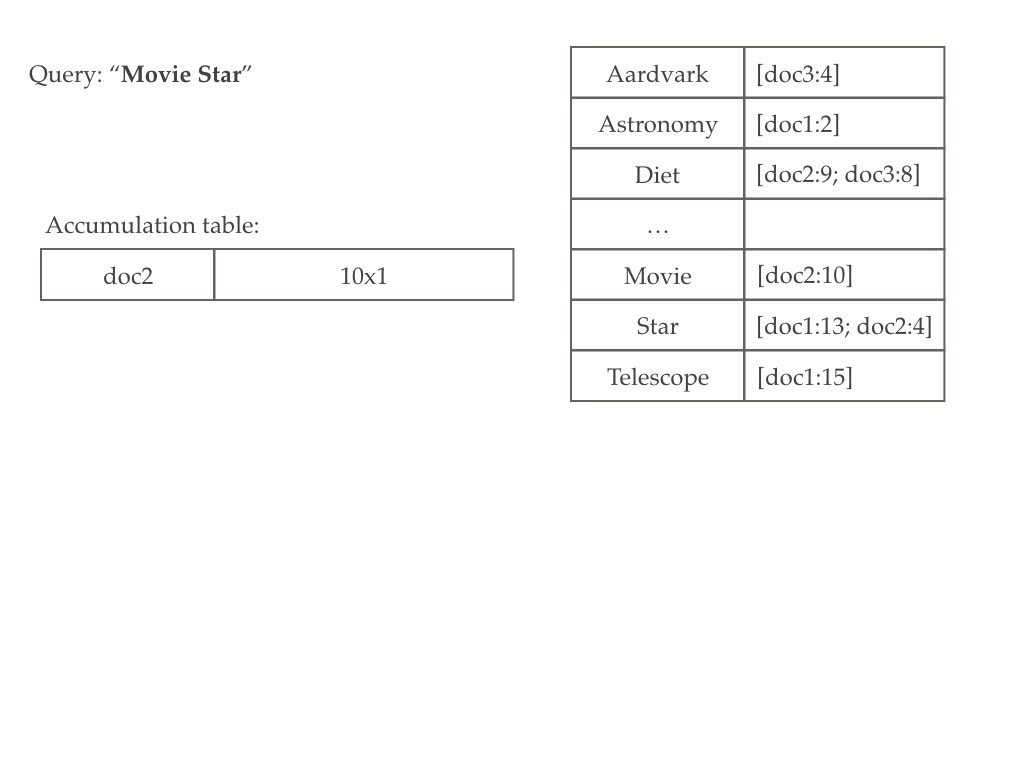 Query: “Movie Star”
Accumulation table:
doc2 10x1
Aardvark [doc3:4]
Astronomy [doc1:2]
Diet [doc2:9; doc3:8]
…
Movie [doc2:10]
Star [doc1:13; doc2:4]
Telescope [doc1:15]